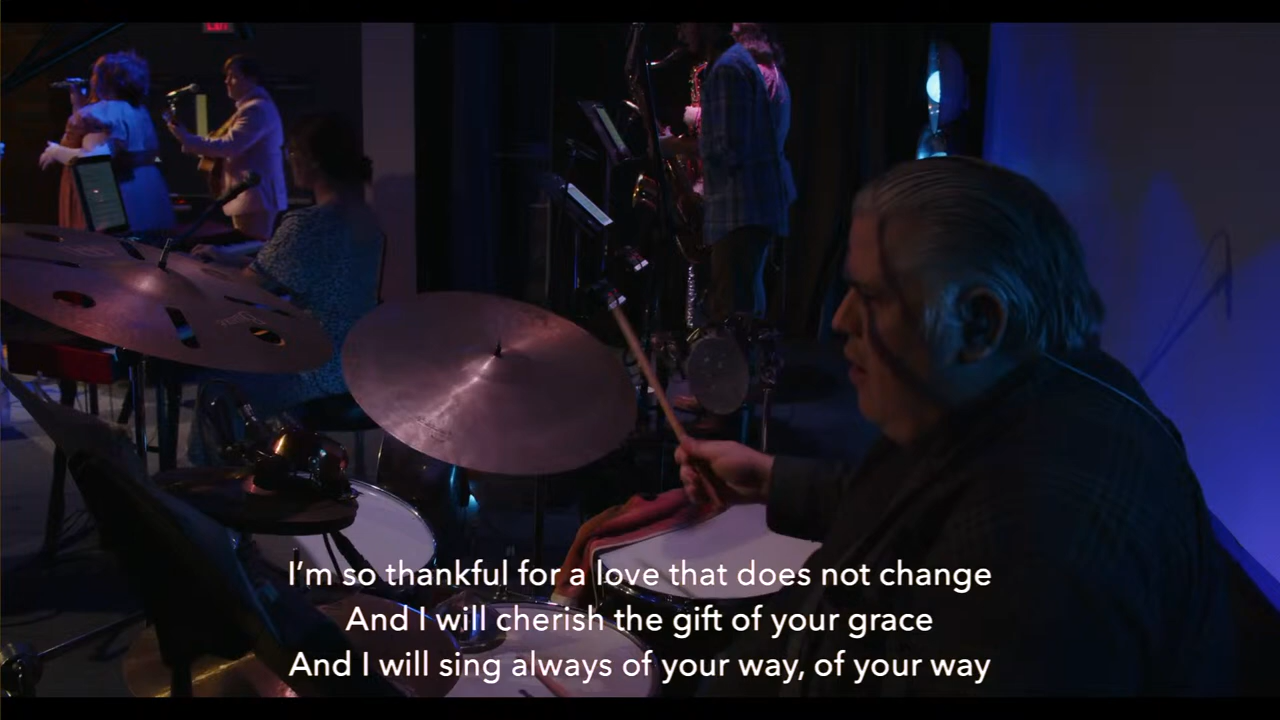 EXIT
I'm so thankful for a love that does not change
And I will cherish the gift of your grace
And I will sing always of your way, of your way